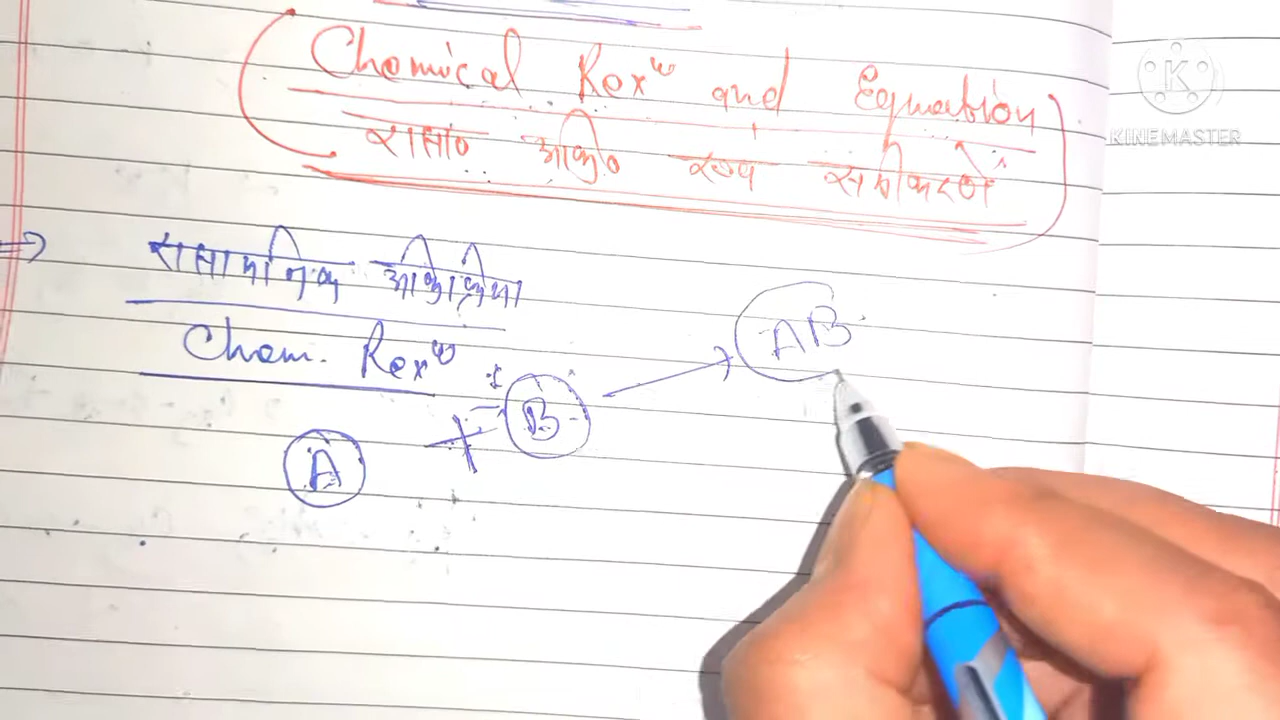 Chemical Rexⁿ and Equation
रासा० अभि० एवं समीकरणें
KINEMASTER
⇒ रासायनिक अभिक्रिया
Chem. Rexⁿ
A + B → AB